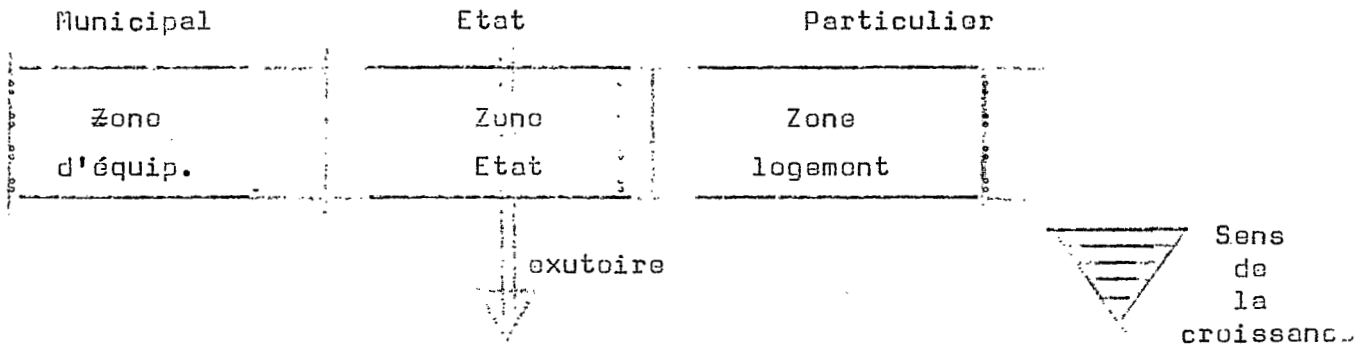 Municipal Etat Particulier
Zone Zone Zone
d'équip. Etat logement
exutoire
Sens
de
la
croissanc